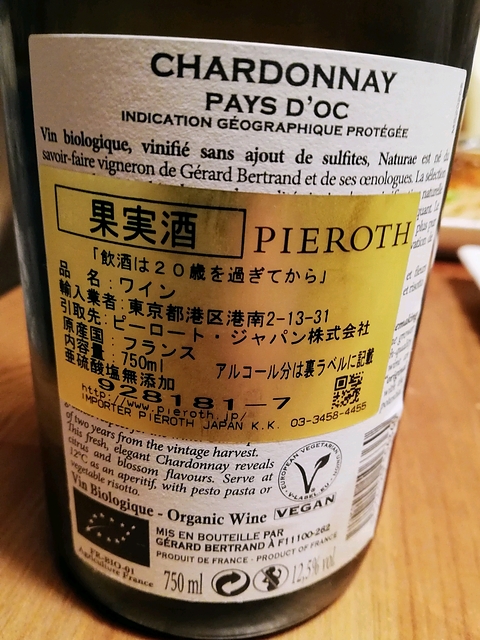 CHARDONNAY
PAYS D'OC
INDICATION GÉOGRAPHIQUE PROTÉGÉE
Vin biologique, vinifié sans ajout de sulfites, Naturae est né du
savoir-faire vigneron de Gérard Bertrand et de ses œnologues. La sélection
果実酒
PIEROTH
「飲酒は20歳を過ぎてから」
品 名:ワイン
輸入業者:東京都港区港南2-13-31
引取先:ピーロート・ジャパン株式会社
原産国:フランス
内容量:750ml
アルコール分は裏ラベルに記載
亜硫酸塩無添加
928181-7
http://www.pieroth.jp/
IMPORTER PIEROTH JAPAN K.K. 03-3458-4455
of two years from the vintage harvest.
This fresh, elegant Chardonnay reveals
citrus and blossom flavours. Serve at
12°C as an aperitif, with pesto pasta or
vegetable risotto.
EUROPEAN VEGETARIAN
LABEL
VEGAN
Vin Biologique - Organic Wine
MIS EN BOUTEILLE PAR
GÉRARD BERTRAND À F11100-262
PRODUIT DE FRANCE - PRODUCT OF FRANCE
FR-BIO-01
Agriculture France
750 ml
12,5% vol